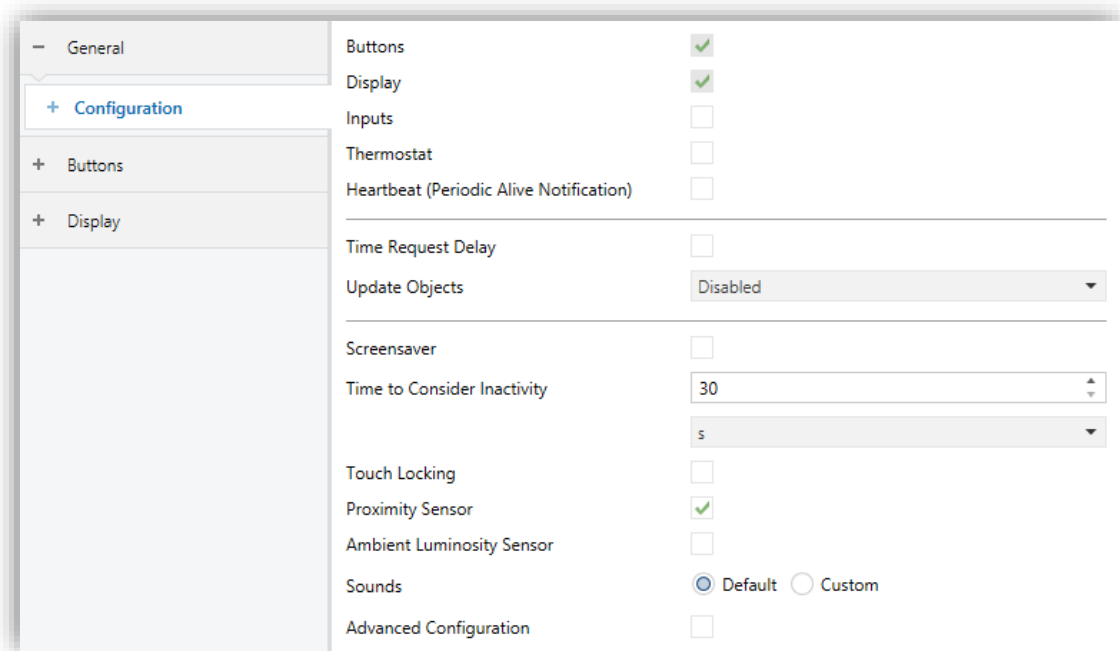 General
Configuration
Buttons
Display
Buttons
Display
Inputs
Thermostat
Heartbeat (Periodic Alive Notification)
Time Request Delay
Update Objects Disabled
Screensaver
Time to Consider Inactivity 30
s
Touch Locking
Proximity Sensor
Ambient Luminosity Sensor
Sounds Default Custom
Advanced Configuration